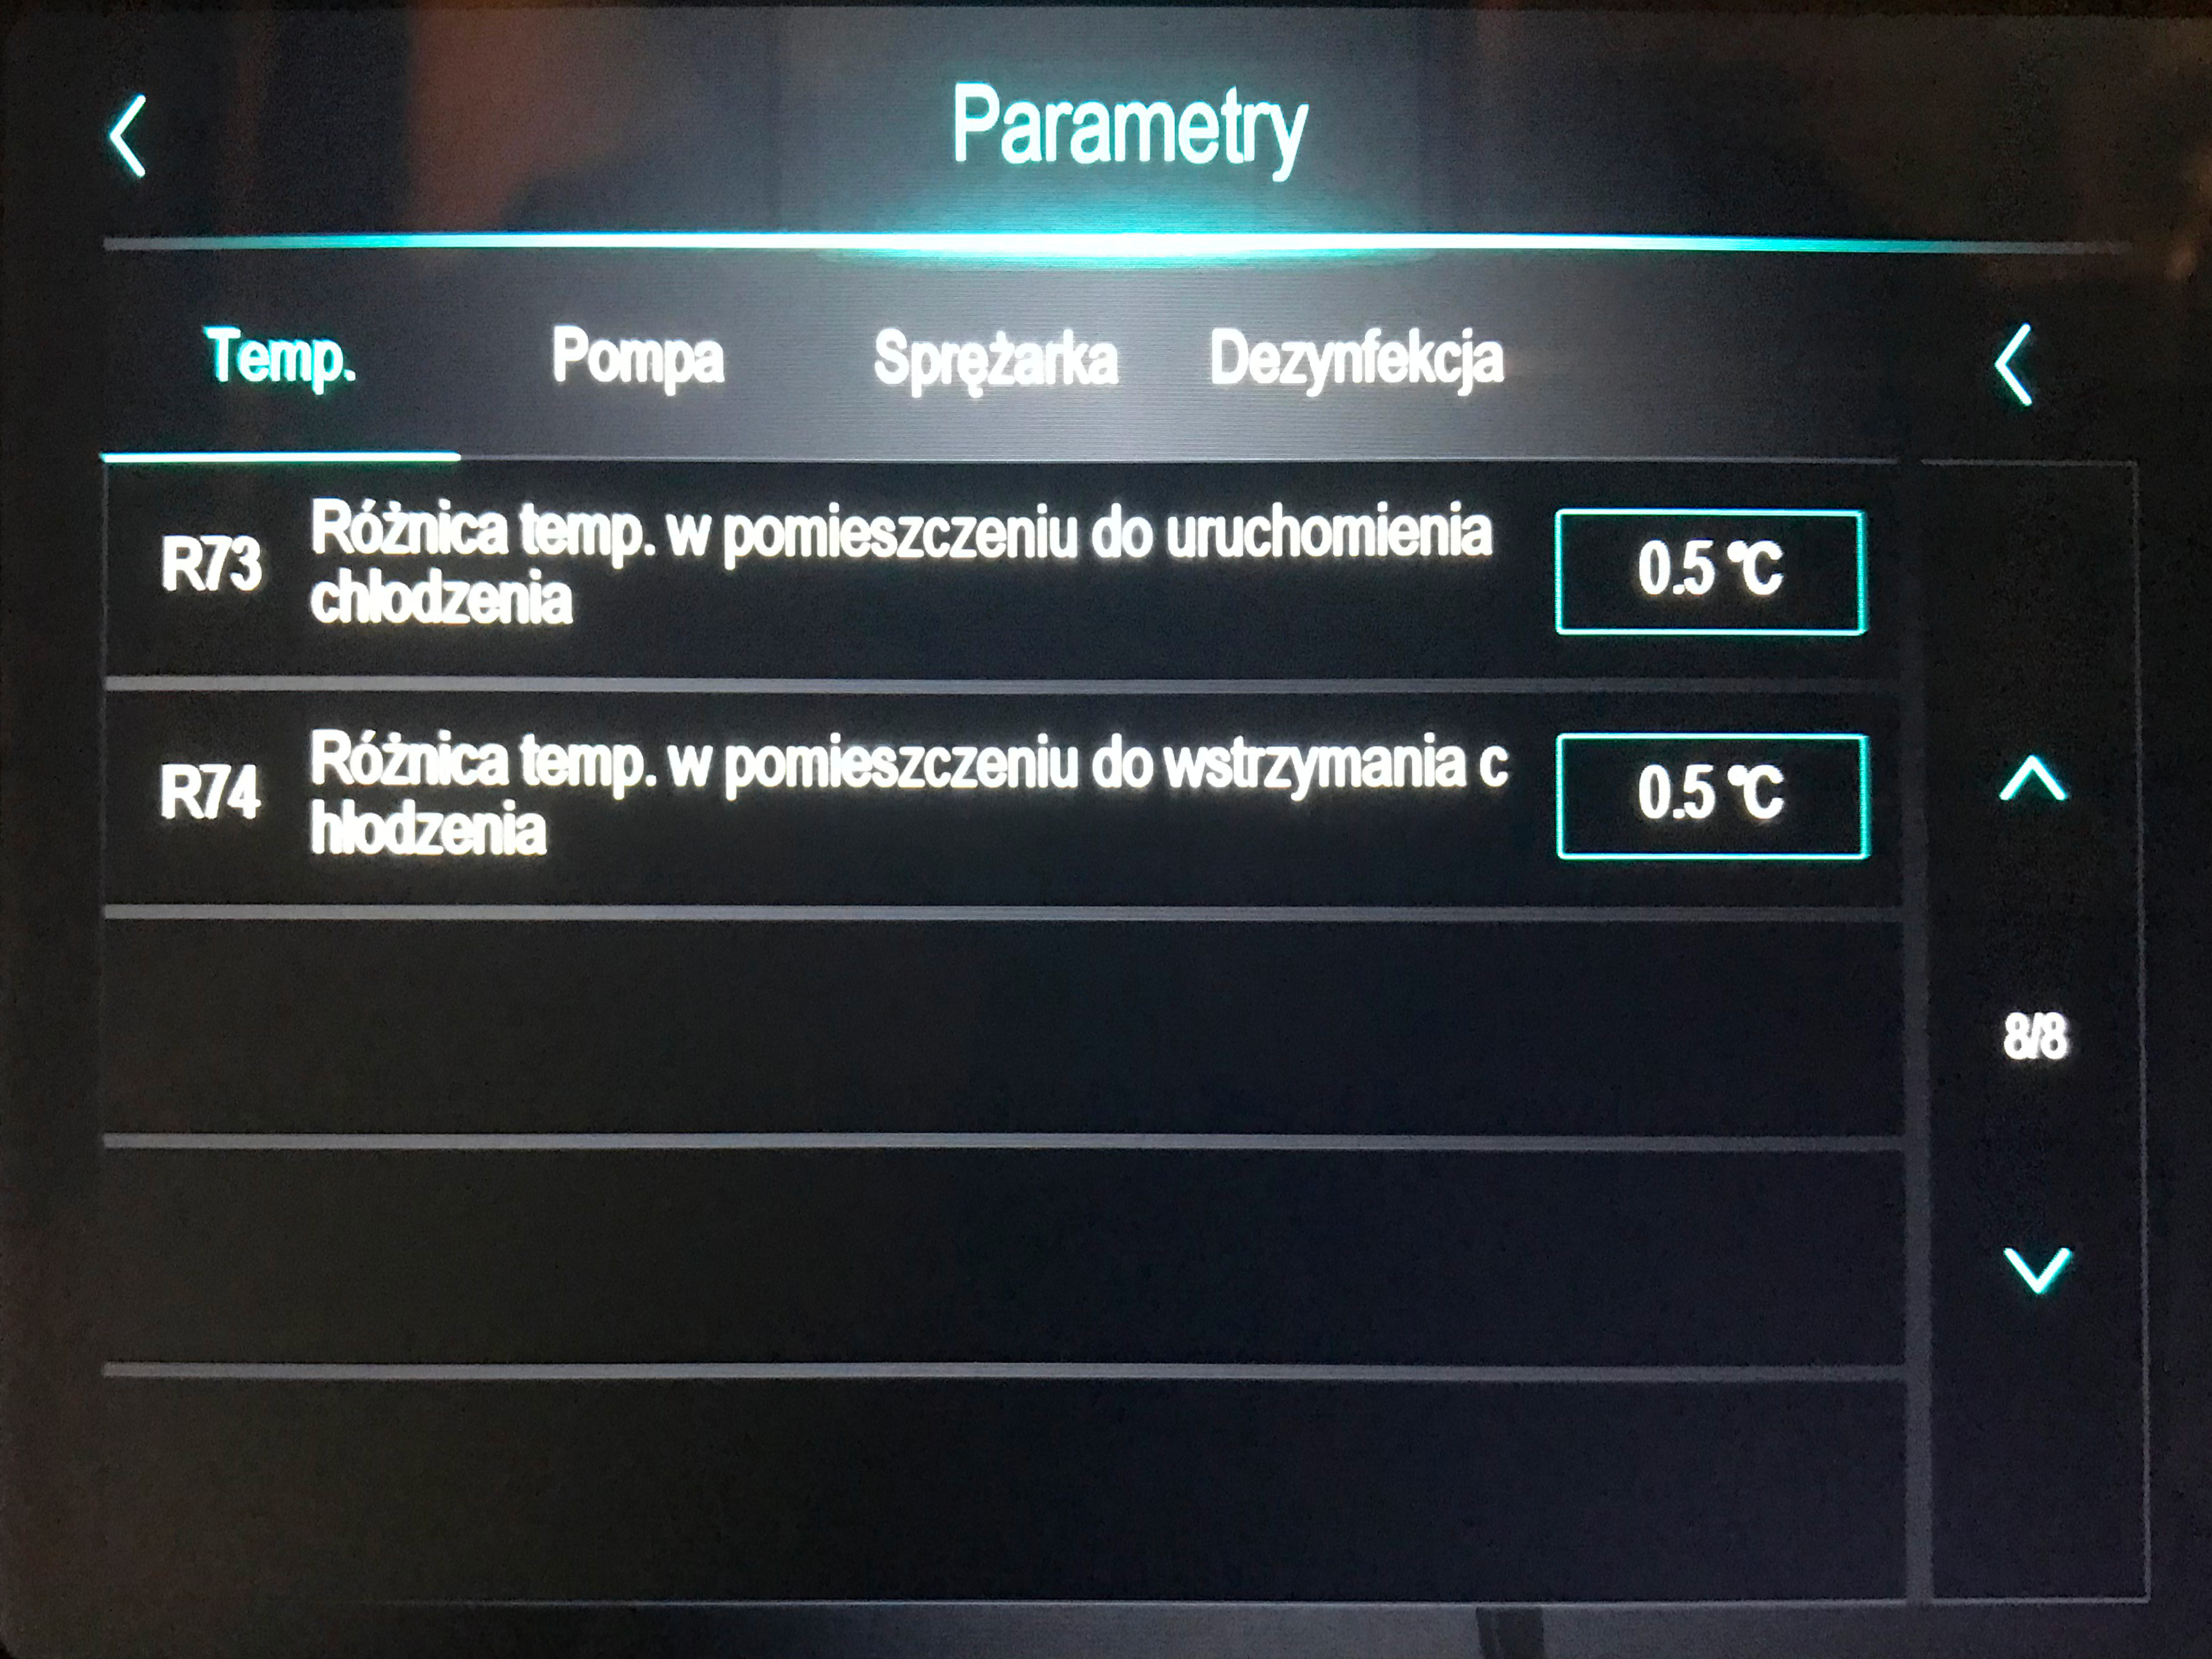 Parametry
Temp. Pompa Sprężarka Dezynfekcja
R73 Różnica temp. w pomieszczeniu do uruchomienia
chłodzenia
0.5 °C
R74 Różnica temp. w pomieszczeniu do wstrzymania c
hłodzenia
0.5 °C
8/8